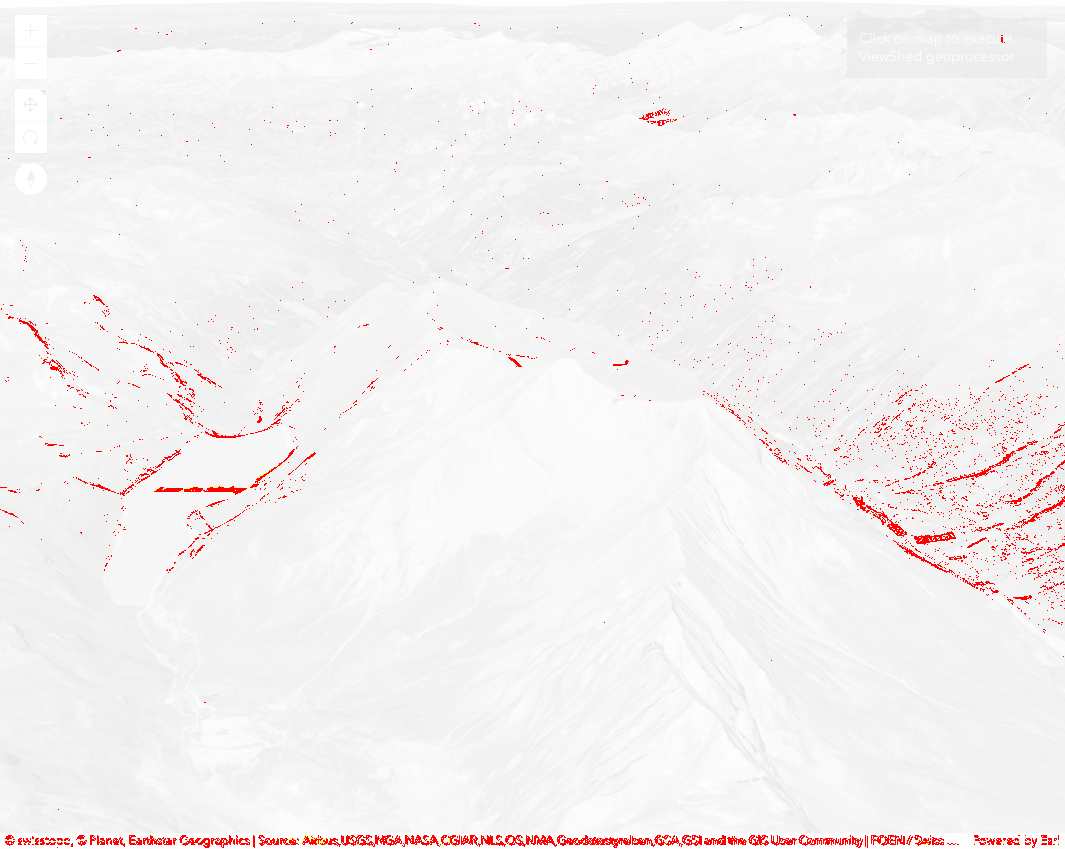 Click on map to execute
ViewShed geoprocessor
© swisstopo, © Planet, Earthstar Geographics | Source: Airbus,USGS,NGA,NASA,CGIAR,NLS,OS,NMA,Geodatastyrelsen,GSA,GSI and the GIS User Community | POENI / Swiss ... Powered by Esri